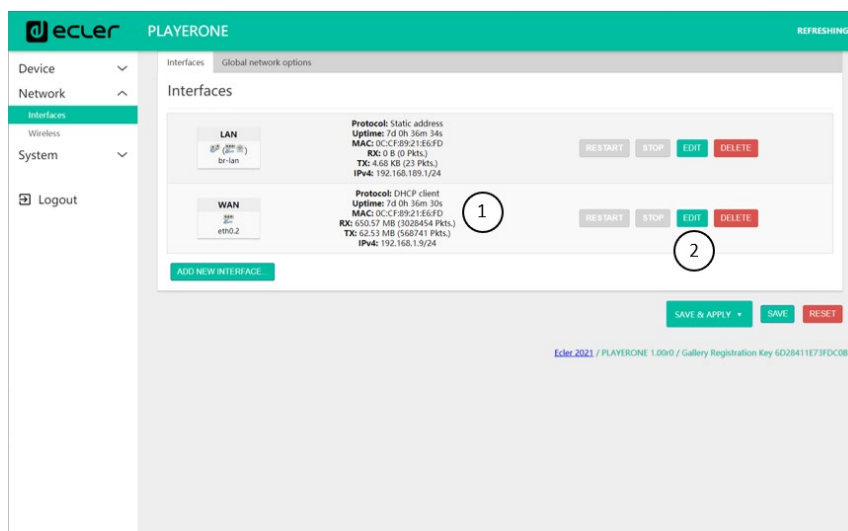 ecler
PLAYERONE
REFRESHING
Device
Network
Interfaces
Wireless
System
Logout
Interfaces
Global network options
Interfaces
LAN
br-lan
Protocol: Static address
Uptime: 7d 0h 36m 34s
MAC: 0C:CF:89:21:E6:FD
RX: 0 B (0 Pkts.)
TX: 4.68 KB (23 Pkts.)
IPv4: 192.168.189.1/24
RESTART STOP EDIT DELETE
WAN
eth0.2
Protocol: DHCP client
Uptime: 7d 0h 36m 30s
MAC: 0C:CF:89:21:E6:FD
RX: 650.57 MB (3028454 Pkts.)
TX: 62.53 MB (568741 Pkts.)
IPv4: 192.168.1.9/24
1
RESTART STOP EDIT DELETE
2
ADD NEW INTERFACE...
SAVE & APPLY SAVE RESET
Ecler 2021 / PLAYERONE 1.00r0 / Gallery Registration Key 6D28411E73FDC0B